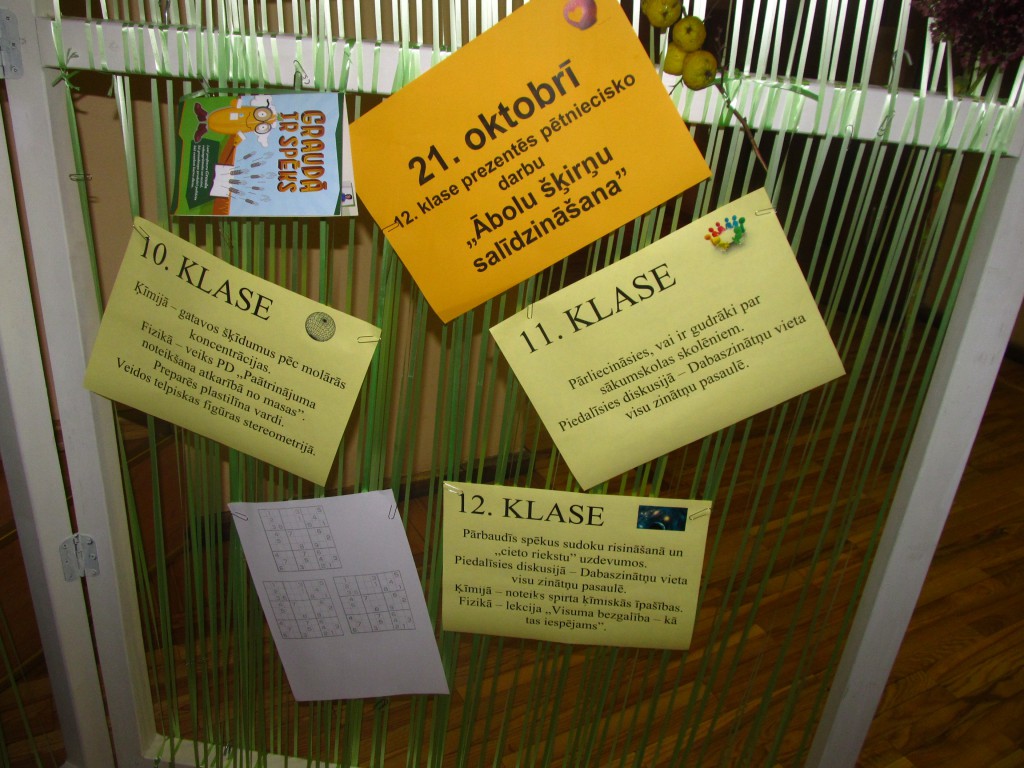 GRAUDĀ
IR SPĒKS
21. oktobrī
12. klase prezentēs pētniecisko
darbu
„Ābolu šķirņu
salīdzināšana”
10. KLASE
Ķīmijā – gatavos šķīdumus pēc molārās
koncentrācijas.
Fizikā – veiks PD „Paātrinājuma
noteikšana atkarībā no masas”.
Preparēs plastilīna vardi.
Veidos telpiskas figūras stereometrijā.
11. KLASE
Pārliecināsies, vai ir gudrāki par
sākumskolas skolēniem.
Piedalīsies diskusijā – Dabaszinātņu vieta
visu zinātņu pasaulē.
12. KLASE
Pārbaudīs spēkus sudoku risināšanā un
„cieto riekstu” uzdevumos.
Piedalīsies diskusijā – Dabaszinātņu vieta
visu zinātņu pasaulē.
Ķīmijā – noteiks spirta ķīmiskās īpašības.
Fizikā – lekcija „Visuma bezgalība – kā
tas iespējams”.